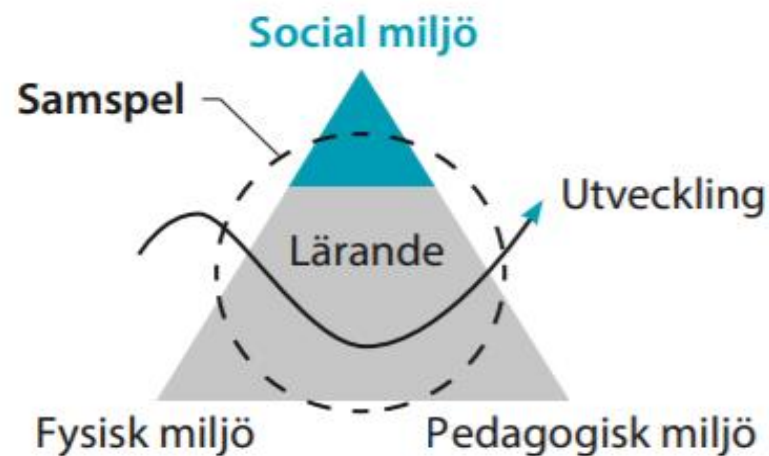 Social miljö
Samspel
Utveckling
Lärande
Fysisk miljö
Pedagogisk miljö